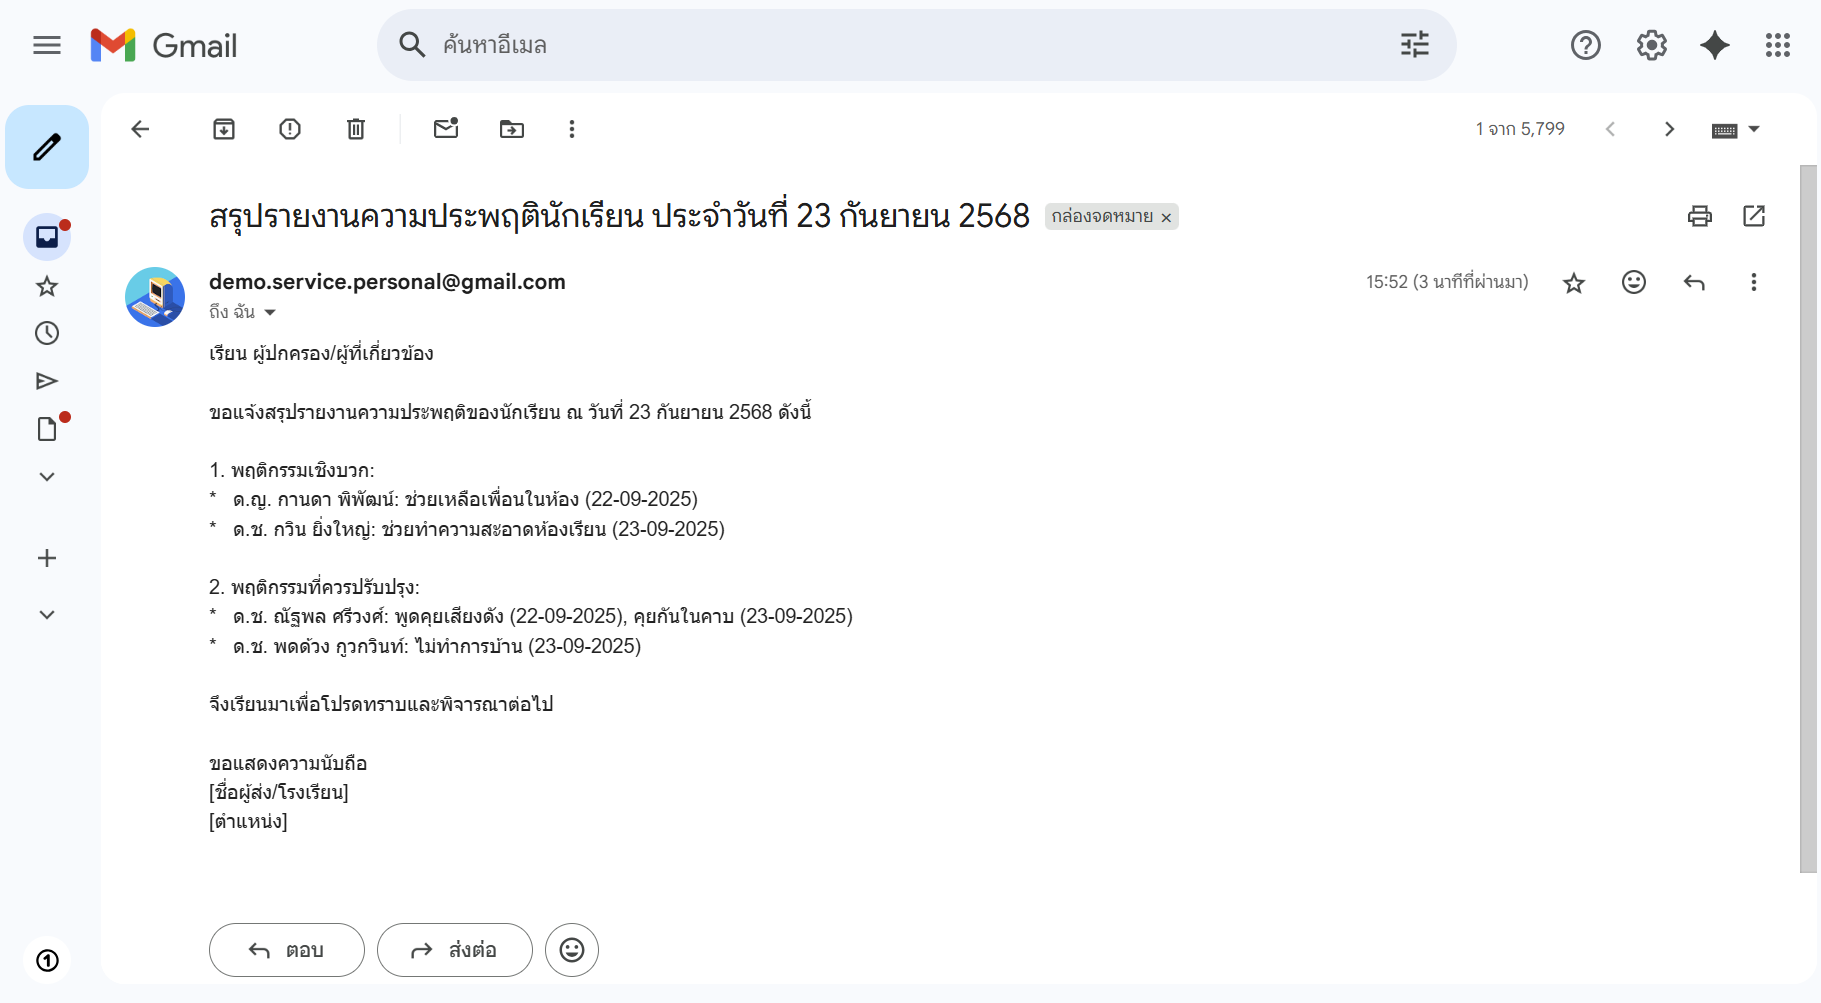 Gmail
ค้นหาอีเมล
1 จาก 5,799
สรุปรายงานความประพฤตินักเรียน ประจำวันที่ 23 กันยายน 2568
กล่องจดหมาย ×
demo.service.personal@gmail.com
15:52 (3 นาทีที่ผ่านมา)
ถึง ฉัน
เรียน ผู้ปกครอง/ผู้ที่เกี่ยวข้อง
ขอแจ้งสรุปรายงานความประพฤติของนักเรียน ณ วันที่ 23 กันยายน 2568 ดังนี้
1. พฤติกรรมเชิงบวก:
* ด.ญ. กานดา พิพัฒน์: ช่วยเหลือเพื่อนในห้อง (22-09-2025)
* ด.ช. กวิน ยิ่งใหญ่: ช่วยทำความสะอาดห้องเรียน (23-09-2025)
2. พฤติกรรมที่ควรปรับปรุง:
* ด.ช. ณัฐพล ศรีวงศ์: พูดคุยเสียงดัง (22-09-2025), คุยกันในคาบ (23-09-2025)
* ด.ช. พดด้วง กูวกวินท์: ไม่ทำการบ้าน (23-09-2025)
จึงเรียนมาเพื่อโปรดทราบและพิจารณาต่อไป
ขอแสดงความนับถือ
[ชื่อผู้ส่ง/โรงเรียน]
[ตำแหน่ง]
ตอบ
ส่งต่อ
1